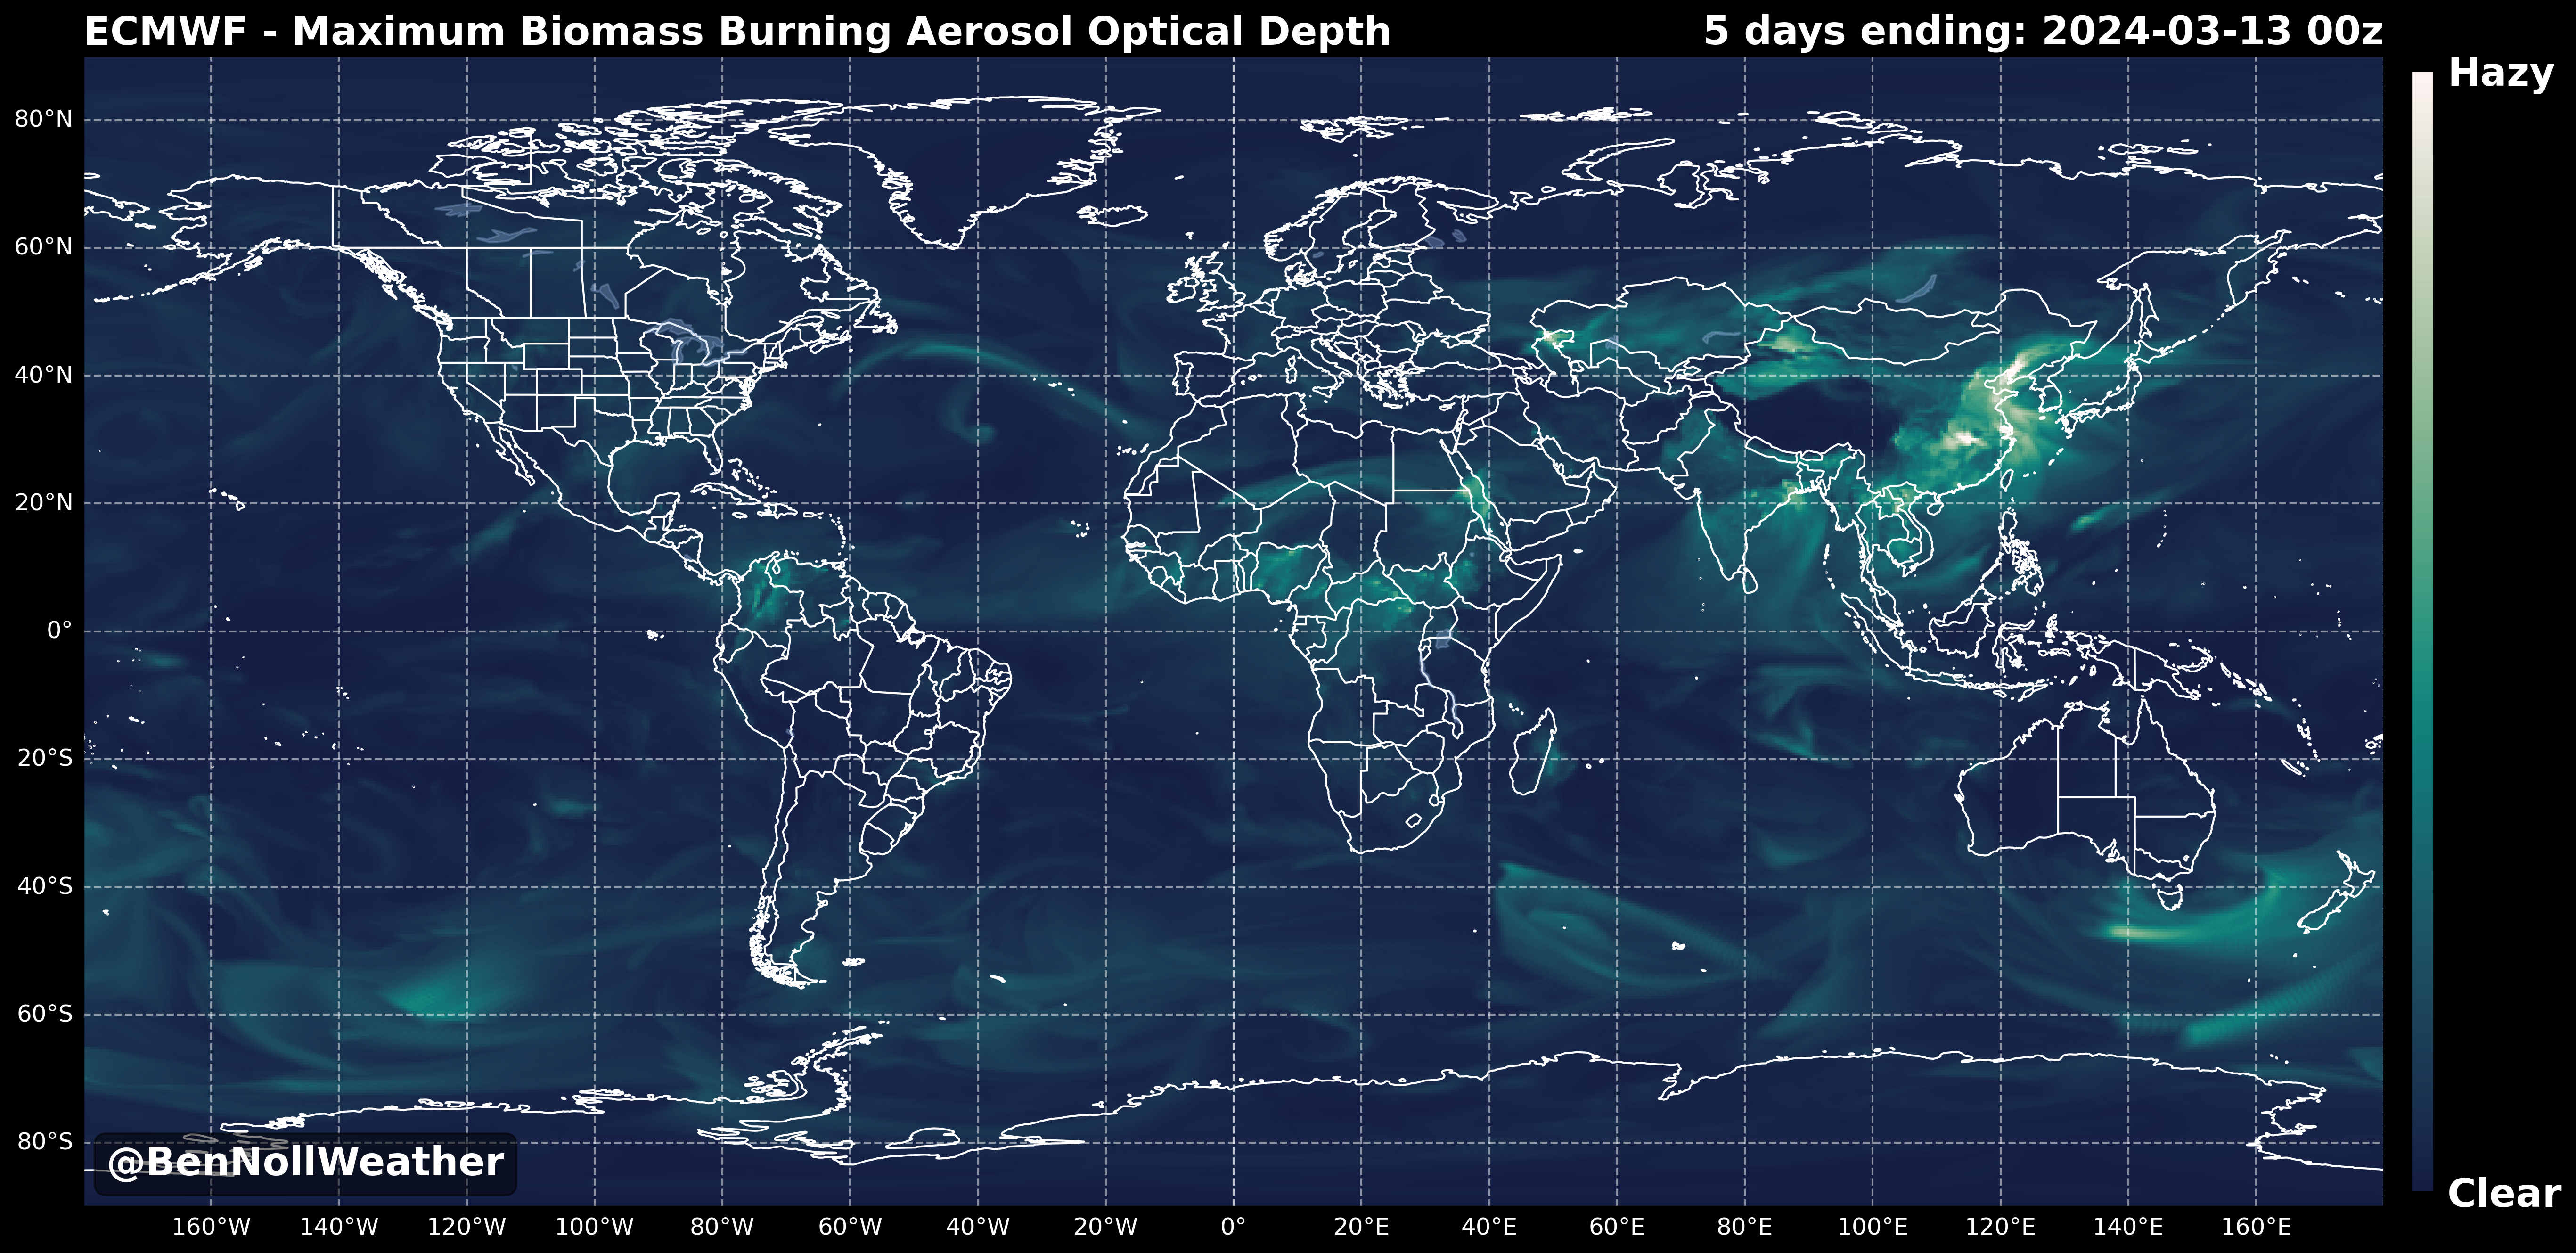 ECMWF - Maximum Biomass Burning Aerosol Optical Depth
5 days ending: 2024-03-13 00z
Hazy
80°N
60°N
40°N
20°N
0°
20°S
40°S
60°S
80°S
@BenNollWeather
Clear
160°W 140°W 120°W 100°W 80°W 60°W 40°W 20°W 0° 20°E 40°E 60°E 80°E 100°E 120°E 140°E 160°E